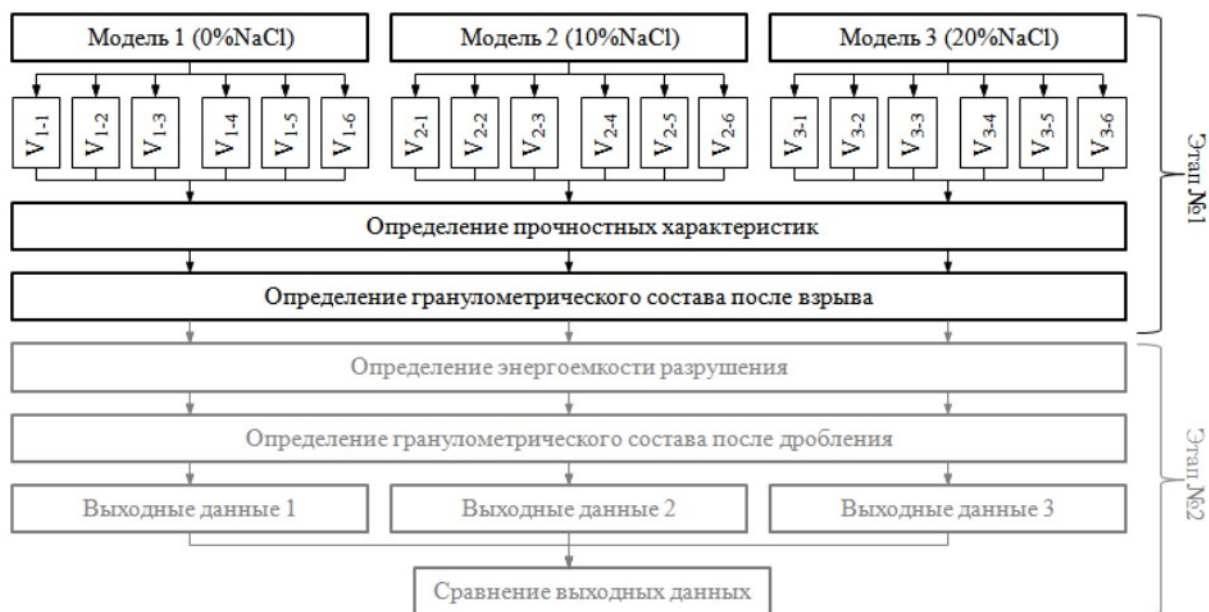 Модель 1 (0%NaCl) Модель 2 (10%NaCl) Модель 3 (20%NaCl)
V1-1 V1-2 V1-3 V1-4 V1-5 V1-6 V2-1 V2-2 V2-3 V2-4 V2-5 V2-6 V3-1 V3-2 V3-3 V3-4 V3-5 V3-6
Этап №1
Определение прочностных характеристик
Определение гранулометрического состава после взрыва
Определение энергоемкости разрушения
Определение гранулометрического состава после дробления
Этап №2
Выходные данные 1 Выходные данные 2 Выходные данные 3
Сравнение выходных данных